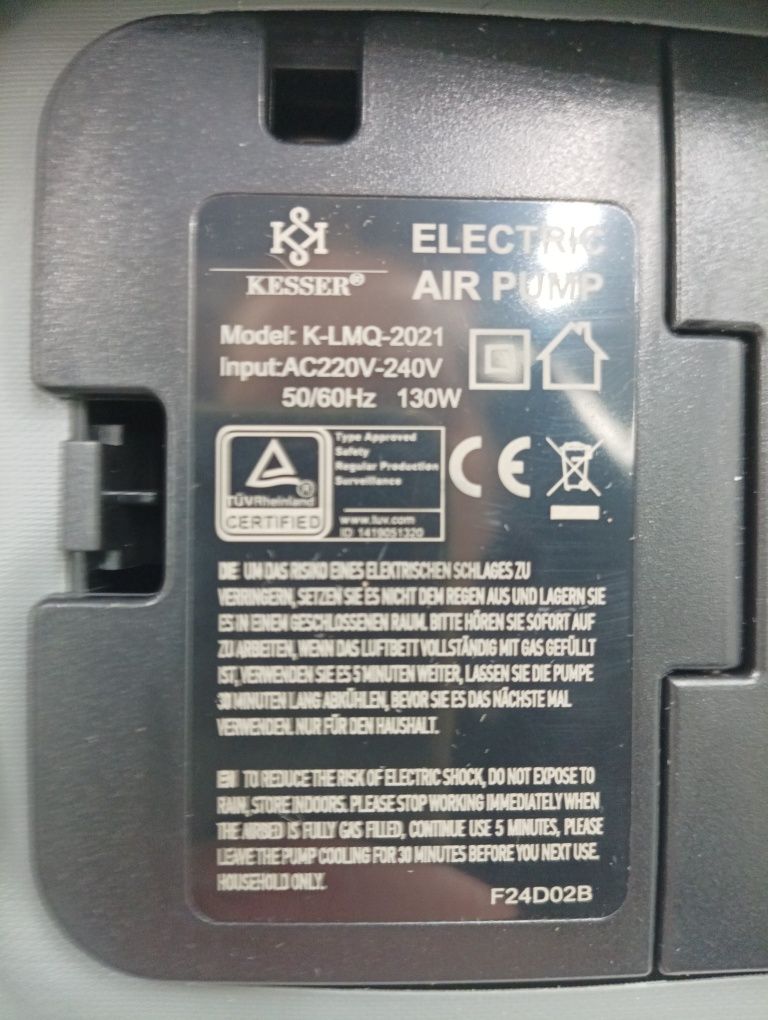 KESSER®
ELECTRIC
AIR PUMP
Model: K-LMQ-2021
Input:AC220V-240V
50/60Hz 130W
TÜVRheinland®
CERTIFIED
Type Approved
Safety
Regular Production
Surveillance
www.tuv.com
ID 1419051320
CE
DE UM DAS RISIKO EINES ELEKTRISCHEN SCHLAGES ZU
VERRINGERN, SETZEN SIE ES NICHT DEM REGEN AUS UND LAGERN SIE
ES IN EINEM GESCHLOSSENEN RAUM. BITTE HÖREN SIE SOFORT AUF
ZU ARBEITEN, WENN DAS LUFTBETT VOLLSTÄNDIG MIT GAS GEFÜLLT
IST, VERWENDEN SIE ES 5 MINUTEN WEITER, LASSEN SIE DIE PUMPE
30 MINUTEN LANG ABKÜHLEN, BEVOR SIE ES DAS NÄCHSTE MAL
VERWENDEN. NUR FÜR DEN HAUSHALT.
EN TO REDUCE THE RISK OF ELECTRIC SHOCK, DO NOT EXPOSE TO
RAIN, STORE INDOORS. PLEASE STOP WORKING IMMEDIATELY WHEN
THE AIRBED IS FULLY GAS FILLED, CONTINUE USE 5 MINUTES, PLEASE
LEAVE THE PUMP COOLING FOR 30 MINUTES BEFORE YOU NEXT USE.
HOUSEHOLD ONLY.
F24D02B